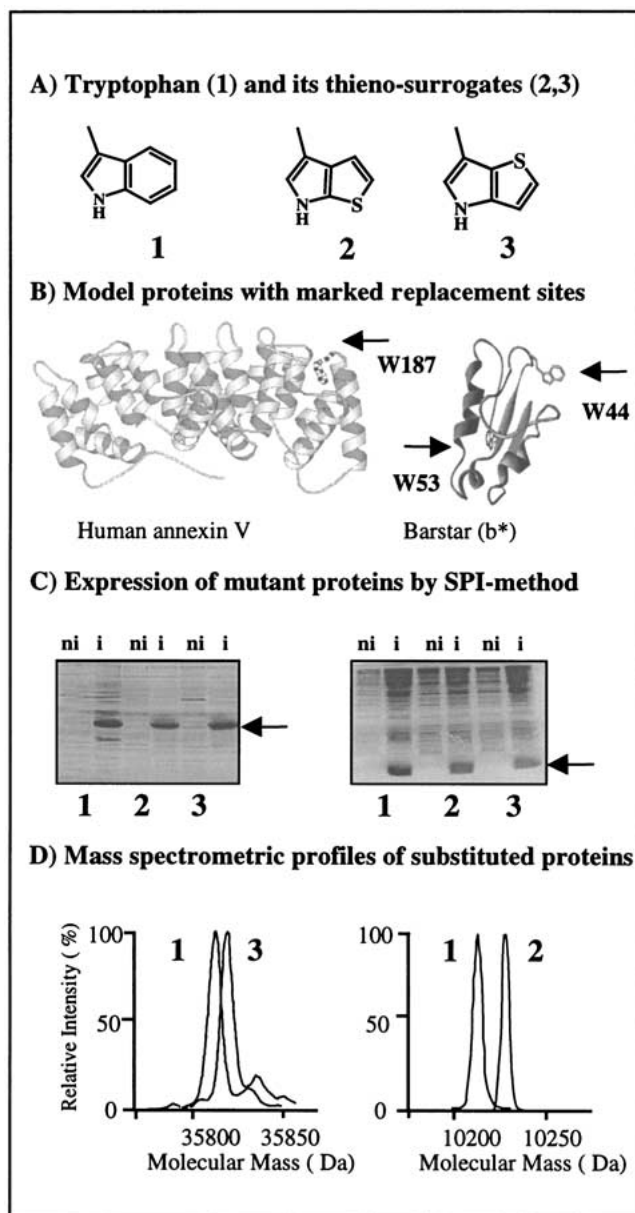 A) Tryptophan (1) and its thieno-surrogates (2,3)
N
H
1
N
H
S
2
S
N
H
3
B) Model proteins with marked replacement sites
W187
W44
W53
Human annexin V
Barstar (b*)
C) Expression of mutant proteins by SPI-method
ni i ni i ni i
ni i ni i ni i
1 2 3
1 2 3
D) Mass spectrometric profiles of substituted proteins
Relative Intensity ( %)
100
50
0
1 3
35800 35850
Molecular Mass ( Da)
100
50
0
1 2
10200 10250
Molecular Mass ( Da)